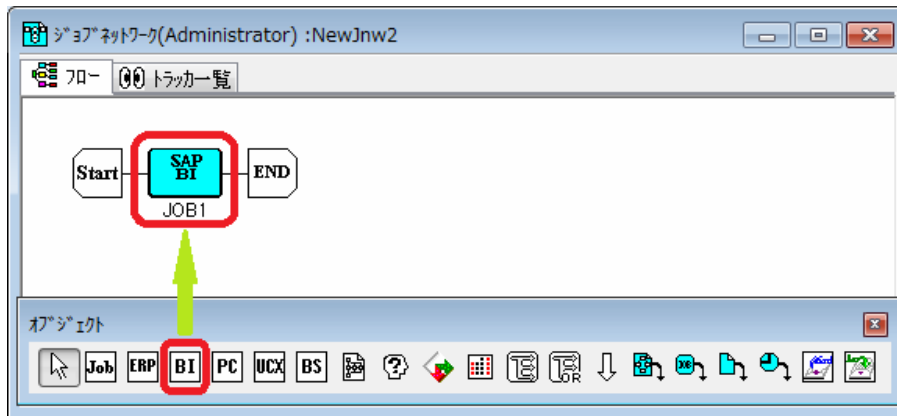 ｼﾞｮﾌﾞﾈｯﾄﾜｰｸ(Administrator) :NewJnw2
ﾌﾛｰ ﾄﾗｯｶ一覧
Start SAP BI END
JOB1
ｵﾌﾞｼﾞｪｸﾄ
Job ERP BI PC UCX BS OR